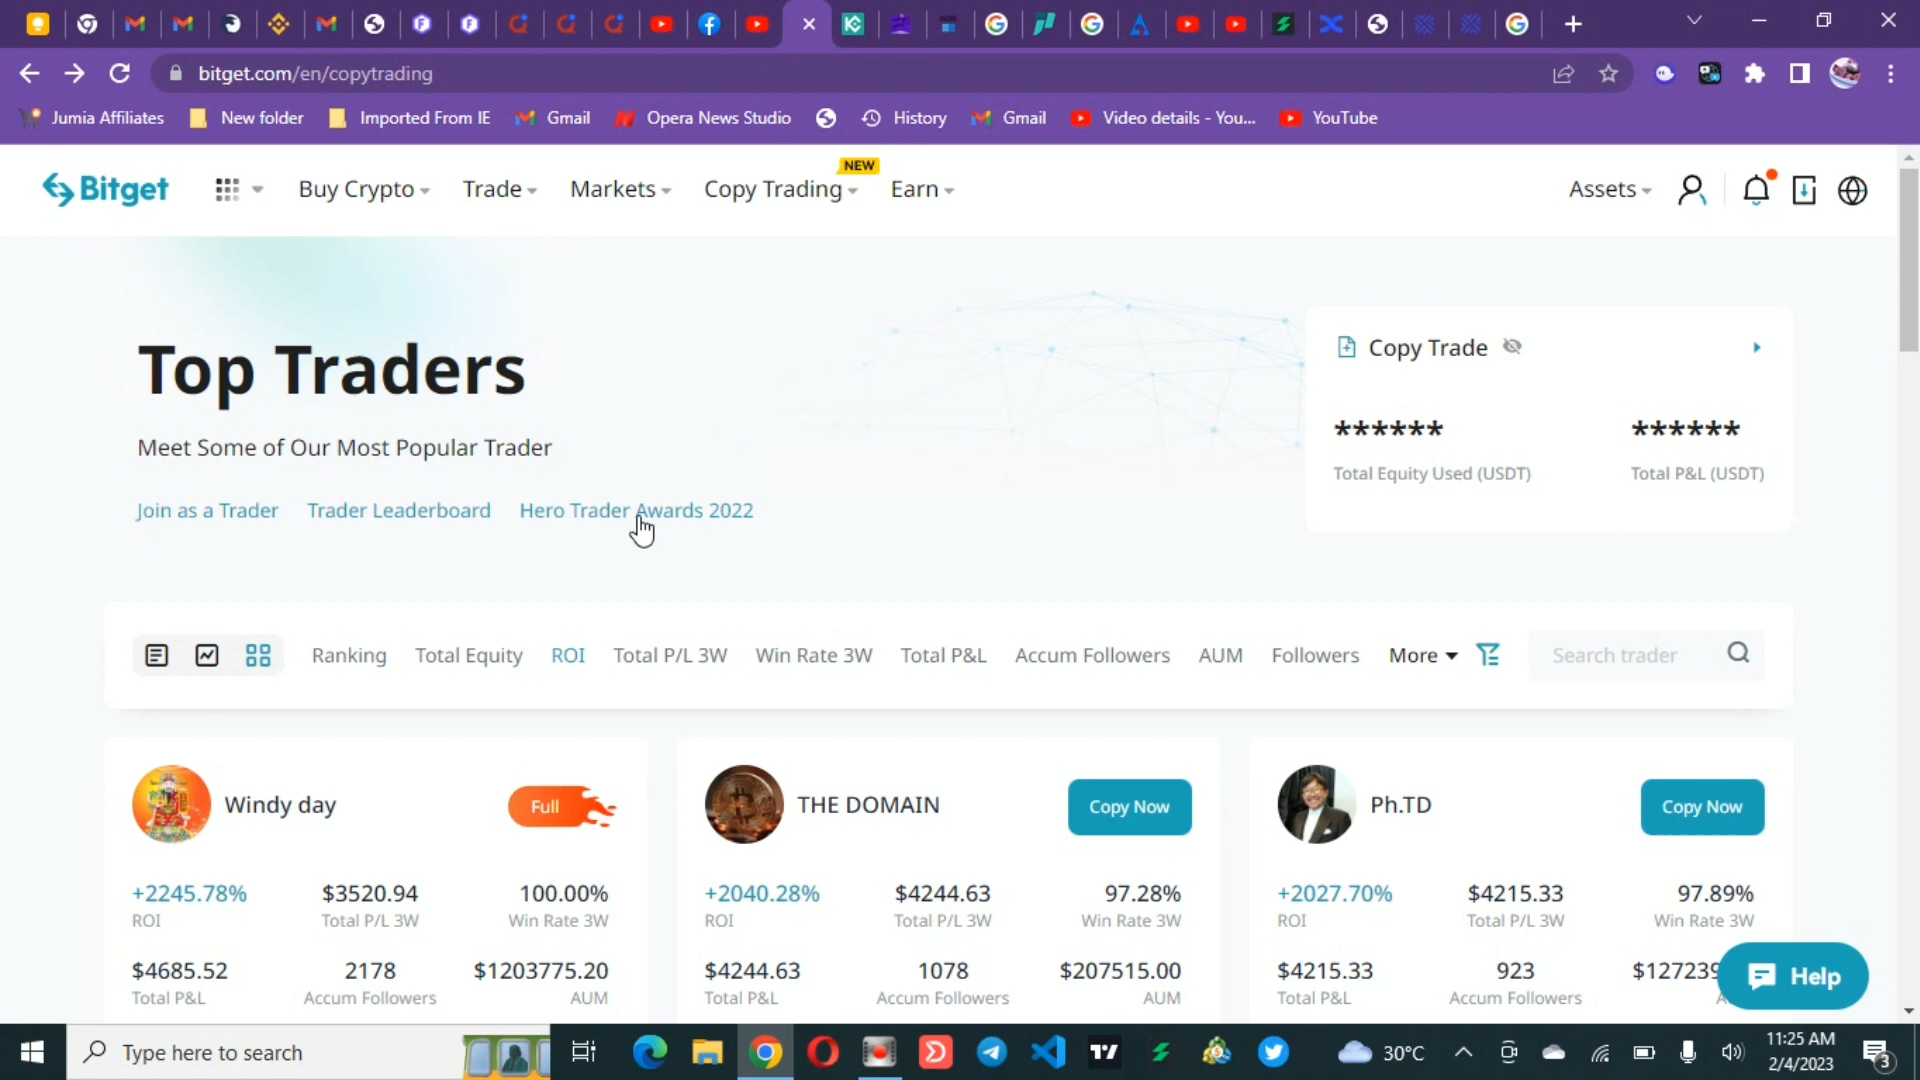 bitget.com/en/copytrading
Jumia Affiliates New folder Imported From IE Gmail Opera News Studio History Gmail Video details - You... YouTube
Bitget Buy Crypto Trade Markets Copy Trading NEW Earn Assets
Top Traders
Meet Some of Our Most Popular Trader
Join as a Trader Trader Leaderboard Hero Trader Awards 2022
Copy Trade
****** ******
Total Equity Used (USDT) Total P&L (USDT)
Ranking Total Equity ROI Total P/L 3W Win Rate 3W Total P&L Accum Followers AUM Followers More Search trader
Windy day Full
+2245.78% $3520.94 100.00%
ROI Total P/L 3W Win Rate 3W
$4685.52 2178 $1203775.20
Total P&L Accum Followers AUM
THE DOMAIN Copy Now
+2040.28% $4244.63 97.28%
ROI Total P/L 3W Win Rate 3W
$4244.63 1078 $207515.00
Total P&L Accum Followers AUM
Ph.TD Copy Now
+2027.70% $4215.33 97.89%
ROI Total P/L 3W Win Rate 3W
$4215.33 923 $127239
Total P&L Accum Followers
Help
Type here to search 30°C 11:25 AM
2/4/2023 3